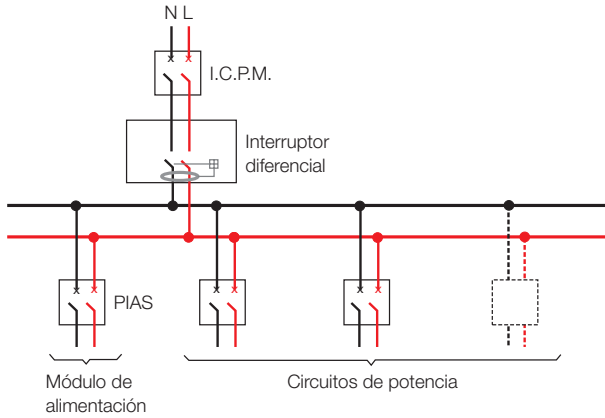 N L
I.C.P.M.
Interruptor
diferencial
PIAS
Módulo de
alimentación
Circuitos de potencia